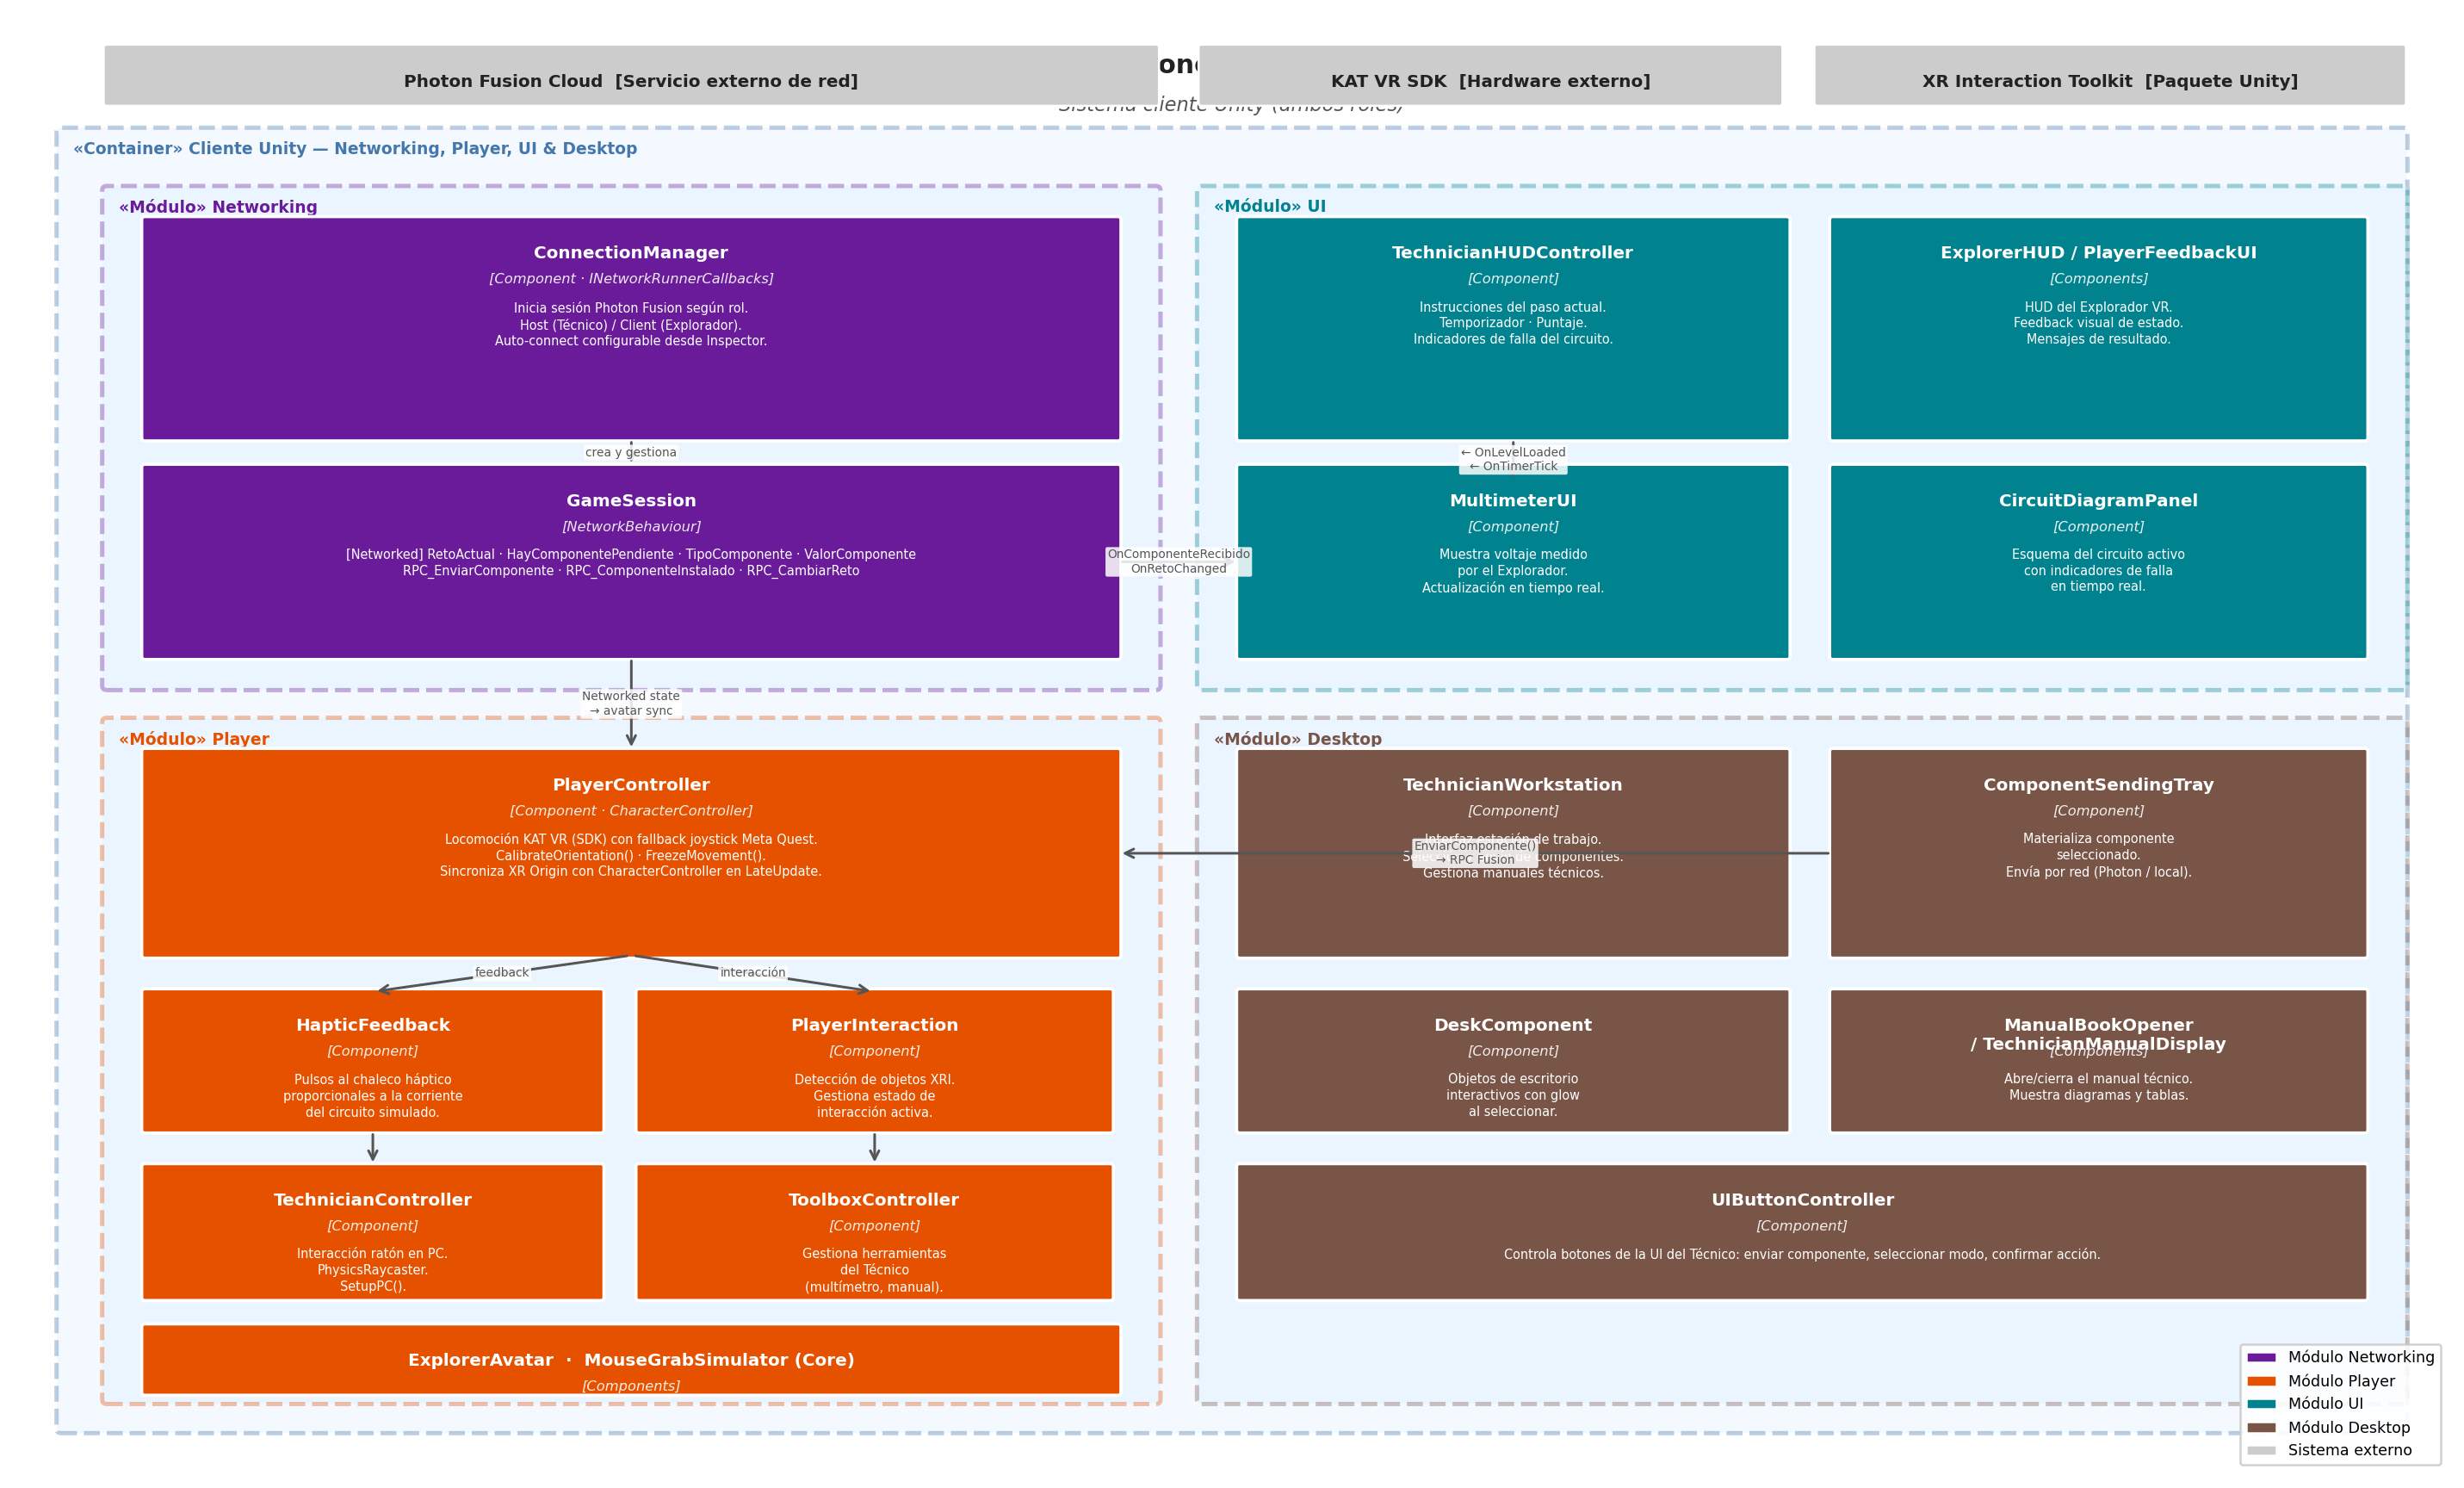 Photon Fusion Cloud  [Servicio externo de red]
KAT VR SDK  [Hardware externo]
XR Interaction Toolkit  [Paquete Unity]
Sistema cliente Unity (ambos roles)
«Container» Cliente Unity — Networking, Player, UI & Desktop
«Módulo» Networking
ConnectionManager
[Component · INetworkRunnerCallbacks]
Inicia sesión Photon Fusion según rol.
Host (Técnico) / Client (Explorador).
Auto-connect configurable desde Inspector.
crea y gestiona
GameSession
[NetworkBehaviour]
[Networked] RetoActual · HayComponentePendiente · TipoComponente · ValorComponente
RPC_EnviarComponente · RPC_ComponenteInstalado · RPC_CambiarReto
OnComponenteRecibido
OnRetoChanged
Networked state
→ avatar sync
«Módulo» UI
TechnicianHUDController
[Component]
Instrucciones del paso actual.
Temporizador · Puntaje.
Indicadores de falla del circuito.
ExplorerHUD / PlayerFeedbackUI
[Components]
HUD del Explorador VR.
Feedback visual de estado.
Mensajes de resultado.
← OnLevelLoaded
← OnTimerTick
MultimeterUI
[Component]
Muestra voltaje medido
por el Explorador.
Actualización en tiempo real.
CircuitDiagramPanel
[Component]
Esquema del circuito activo
con indicadores de falla
en tiempo real.
«Módulo» Player
PlayerController
[Component · CharacterController]
Locomoción KAT VR (SDK) con fallback joystick Meta Quest.
CalibrateOrientation() · FreezeMovement().
Sincroniza XR Origin con CharacterController en LateUpdate.
feedback
interacción
HapticFeedback
[Component]
Pulsos al chaleco háptico
proporcionales a la corriente
del circuito simulado.
PlayerInteraction
[Component]
Detección de objetos XRI.
Gestiona estado de
interacción activa.
TechnicianController
[Component]
Interacción ratón en PC.
PhysicsRaycaster.
SetupPC().
ToolboxController
[Component]
Gestiona herramientas
del Técnico
(multímetro, manual).
ExplorerAvatar  ·  MouseGrabSimulator (Core)
[Components]
«Módulo» Desktop
TechnicianWorkstation
[Component]
Interfaz estación de trabajo.
de componentes.
Gestiona manuales técnicos.
EnviarComponente()
→ RPC Fusion
ComponentSendingTray
[Component]
Materializa componente
seleccionado.
Envía por red (Photon / local).
DeskComponent
[Component]
Objetos de escritorio
interactivos con glow
al seleccionar.
ManualBookOpener
/ TechnicianManualDisplay
[Components]
Abre/cierra el manual técnico.
Muestra diagramas y tablas.
UIButtonController
[Component]
Controla botones de la UI del Técnico: enviar componente, seleccionar modo, confirmar acción.
Módulo Networking
Módulo Player
Módulo UI
Módulo Desktop
Sistema externo